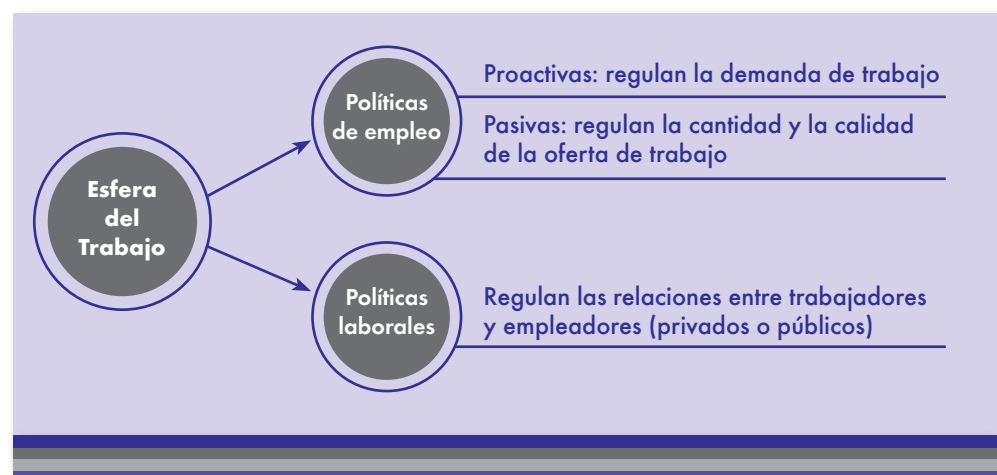 Esfera
del
Trabajo
Políticas
de empleo
Proactivas: regulan la demanda de trabajo
Pasivas: regulan la cantidad y la calidad
de la oferta de trabajo
Políticas
laborales
Regulan las relaciones entre trabajadores
y empleadores (privados o públicos)